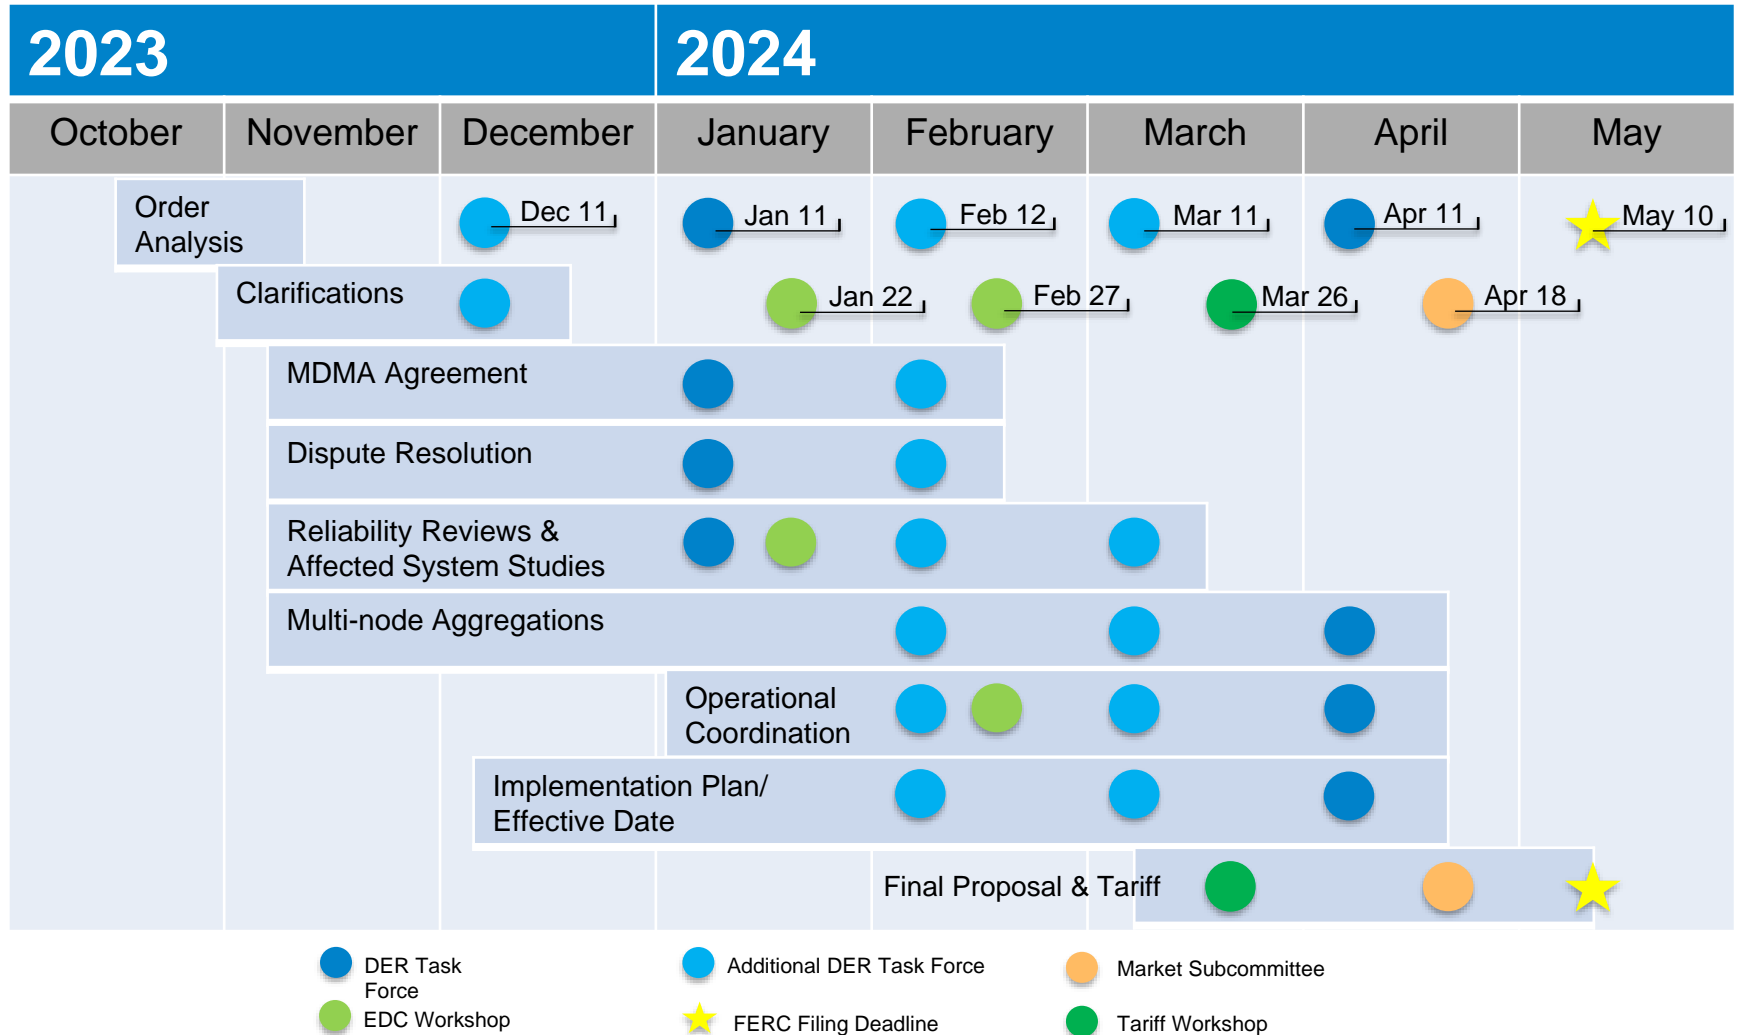 2023
2024
October
November
December
January
February
March
April
May
Order
Analysis
Dec 11
Jan 11
Feb 12
Mar 11
Apr 11
May 10
Clarifications
Jan 22
Feb 27
Mar 26
Apr 18
MDMA Agreement
Dispute Resolution
Reliability Reviews &
Affected System Studies
Multi-node Aggregations
Operational
Coordination
Implementation Plan/
Effective Date
Final Proposal & Tariff
DER Task
Force
Additional DER Task Force
Market Subcommittee
EDC Workshop
FERC Filing Deadline
Tariff Workshop